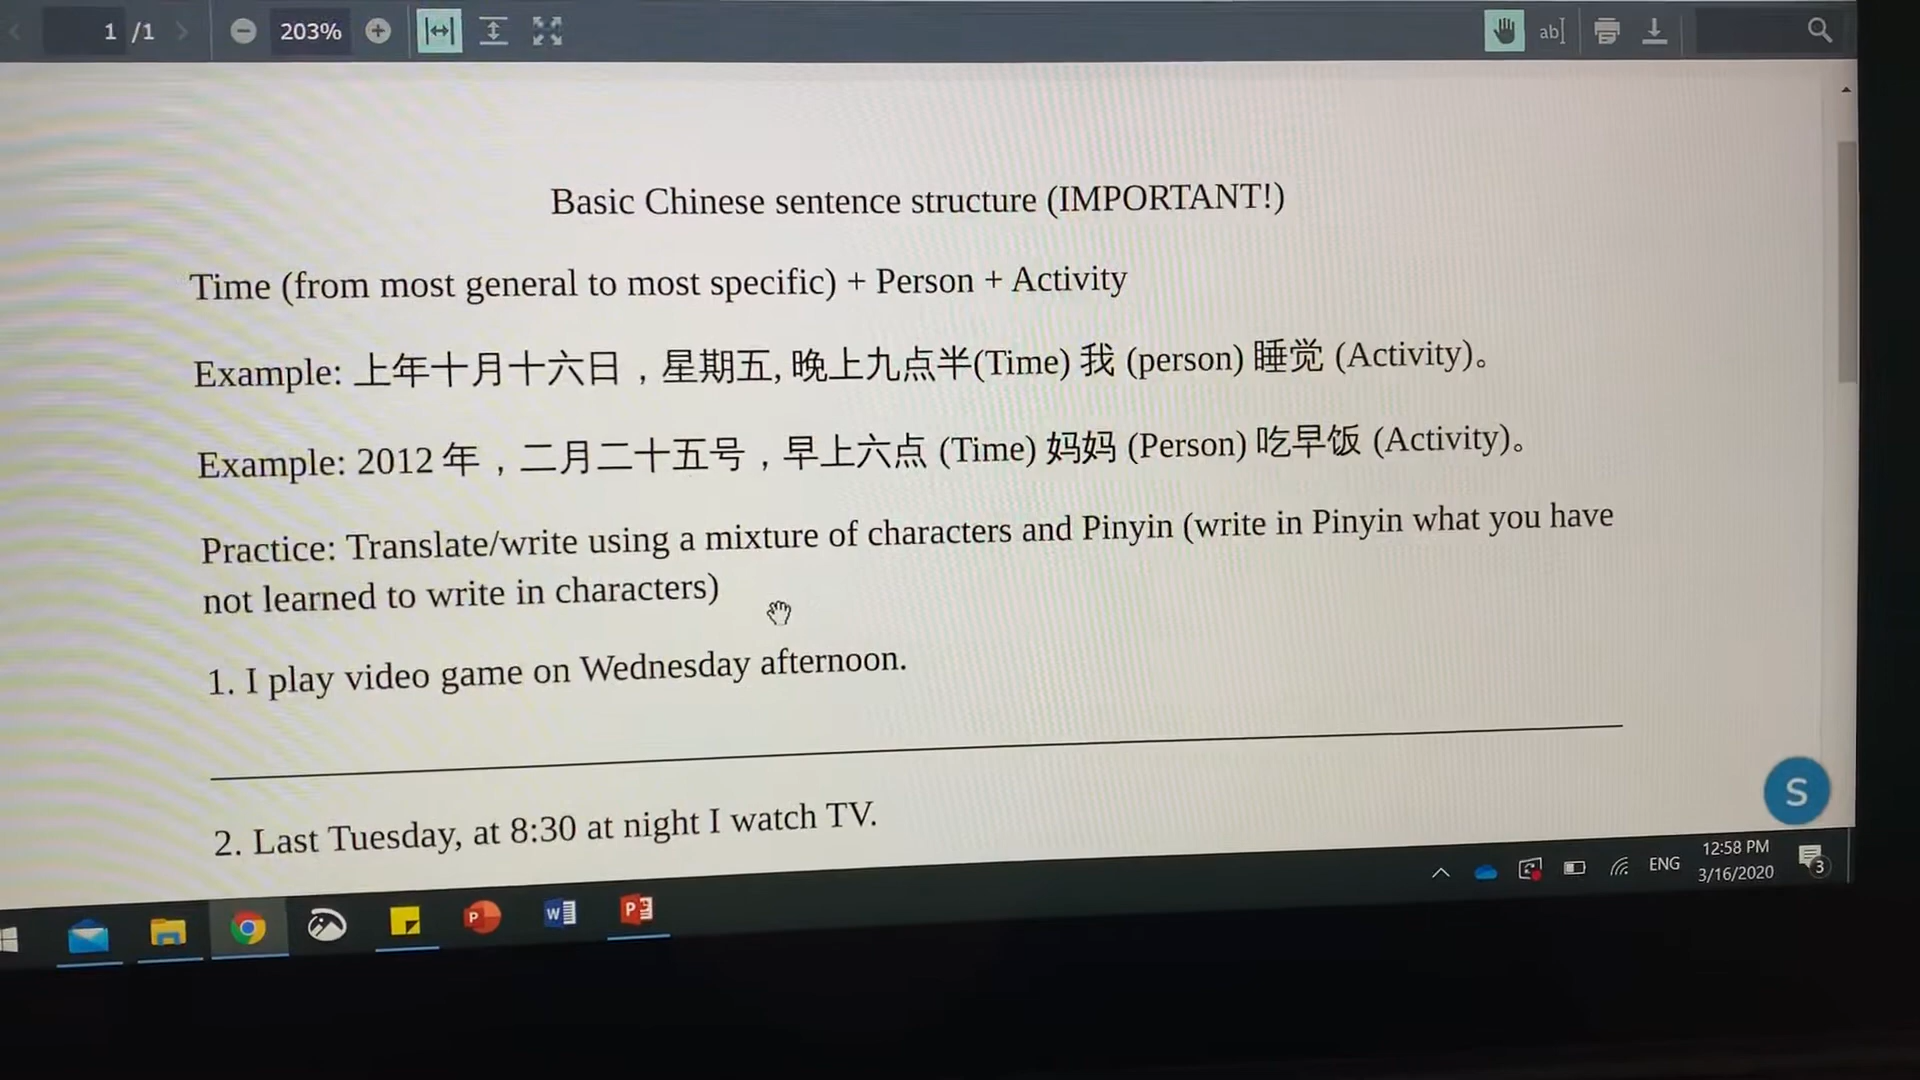 1 /1
203%
ab
Basic Chinese sentence structure (IMPORTANT!)
Time (from most general to most specific) + Person + Activity
Example: 上年十月十六日，星期五, 晚上九点半(Time) 我 (person) 睡觉 (Activity)。
Example: 2012 年，二月二十五号，早上六点 (Time) 妈妈 (Person) 吃早饭 (Activity)。
Practice: Translate/write using a mixture of characters and Pinyin (write in Pinyin what you have
not learned to write in characters)
1. I play video game on Wednesday afternoon.
2. Last Tuesday, at 8:30 at night I watch TV.
S
ENG
12:58 PM
3/16/2020
3
P
W
P